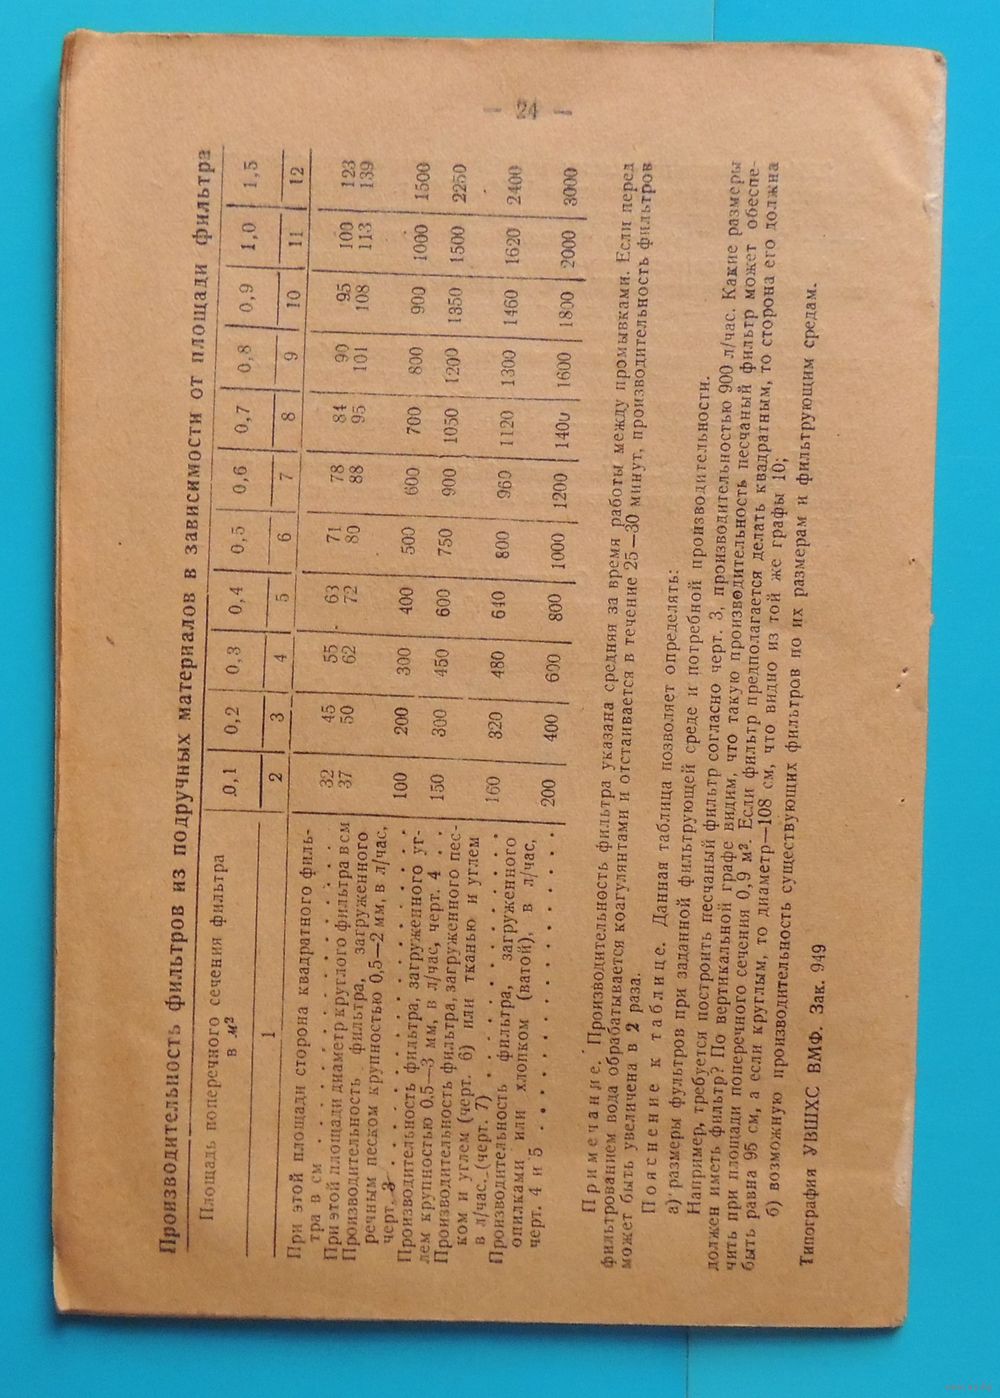 — 24 —
Производительность фильтров из подручных материалов в зависимости от площади фильтра
Площадь поперечного сечения фильтра в м² 0,1 0,2 0,3 0,4 0,5 0,6 0,7 0,8 0,9 1,0 1,5
1 2 3 4 5 6 7 8 9 10 11 12
При этой площади сторона квадратного филь-
тра в см . . . . . . . . . . . . 32 45 55 63 71 78 84 90 95 100 123
При этой площади диаметр круглого фильтра всм 37 50 62 72 80 88 95 101 108 113 139
Производительность фильтра, загруженного
речным песком крупностью 0,5—2 мм, в л/час,
черт. 3 . . . . . . . . . . . . 100 200 300 400 500 600 700 800 900 1000 1500
Производительность фильтра, загруженного уг-
лем крупностью 0,5—3 мм, в л/час, черт. 4 . . 150 300 450 600 750 900 1050 1200 1350 1500 2250
Производительность фильтра, загруженного пес-
ком и углем (черт. 6) или тканью и углем
в л/час. (черт. 7) . . . . . . . . . 160 320 480 640 800 960 1120 1300 1460 1620 2400
Производительность фильтра, загруженного
опилками или хлопком (ватой), в л/час,
черт. 4 и 5 . . . . . . . . . . . 200 400 600 800 1000 1200 1400 1600 1800 2000 3000
Примечание. Производительность фильтра указана средняя за время работы между промывками. Если перед
фильтрованием вода обрабатывается коагулянтами и отстаивается в течение 25—30 минут, производительность фильтров
может быть увеличена в 2 раза.
Пояснение к таблице. Данная таблица позволяет определять:
а) размеры фультров при заданной фильтрующей среде и потребной производительности.
Например, требуется построить песчаный фильтр согласно черт. 3, производительностью 900 л/час. Какие размеры
должен иметь фильтр? По вертикальной графе видим, что такую производительность песчаный фильтр может обеспе-
чить при площади поперечного сечения 0,9 м². Если фильтр предполагается делать квадратным, то сторона его должна
быть равна 95 см, а если круглым, то диаметр—108 см, что видно из той же графы 10;
б) возможную производительность существующих фильтров по их размерам и фильтрующим средам.
Типография УВШХС ВМФ. Зак. 949